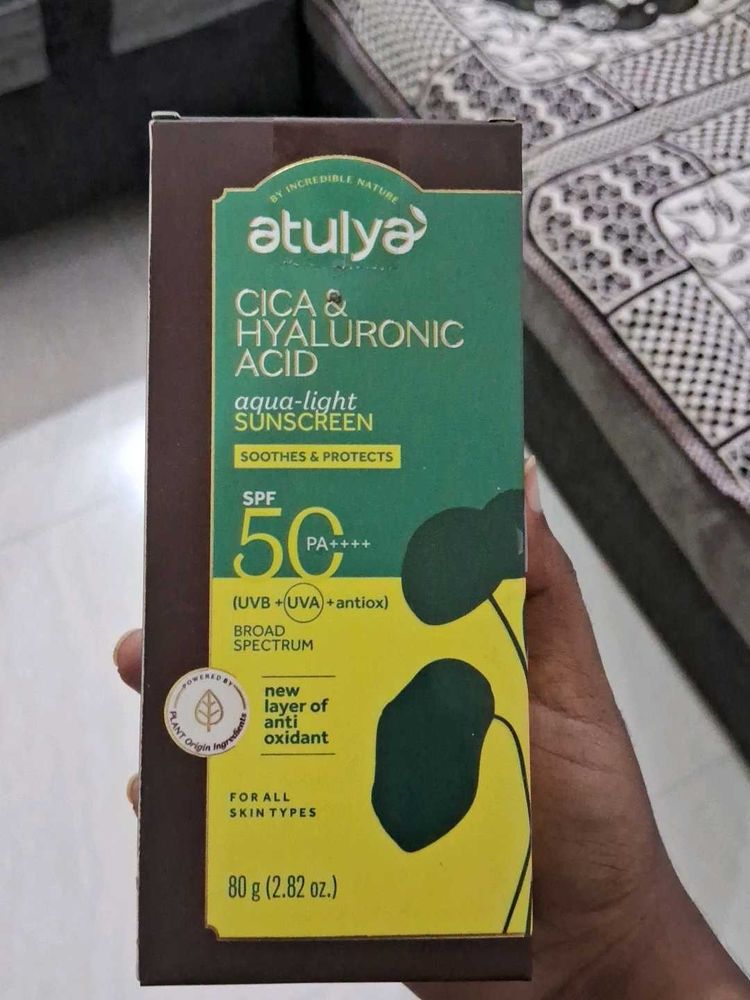 BY INCREDIBLE NATURE
atulya
CICA &
HYALURONIC
ACID
aqua-light
SUNSCREEN
SOOTHES & PROTECTS
SPF
50
PA++++
(UVB + UVA + antiox)
BROAD
SPECTRUM
POWERED BY
PLANT Origin Ingredients
new
layer of
anti
oxidant
FOR ALL
SKIN TYPES
80 g (2.82 oz.)